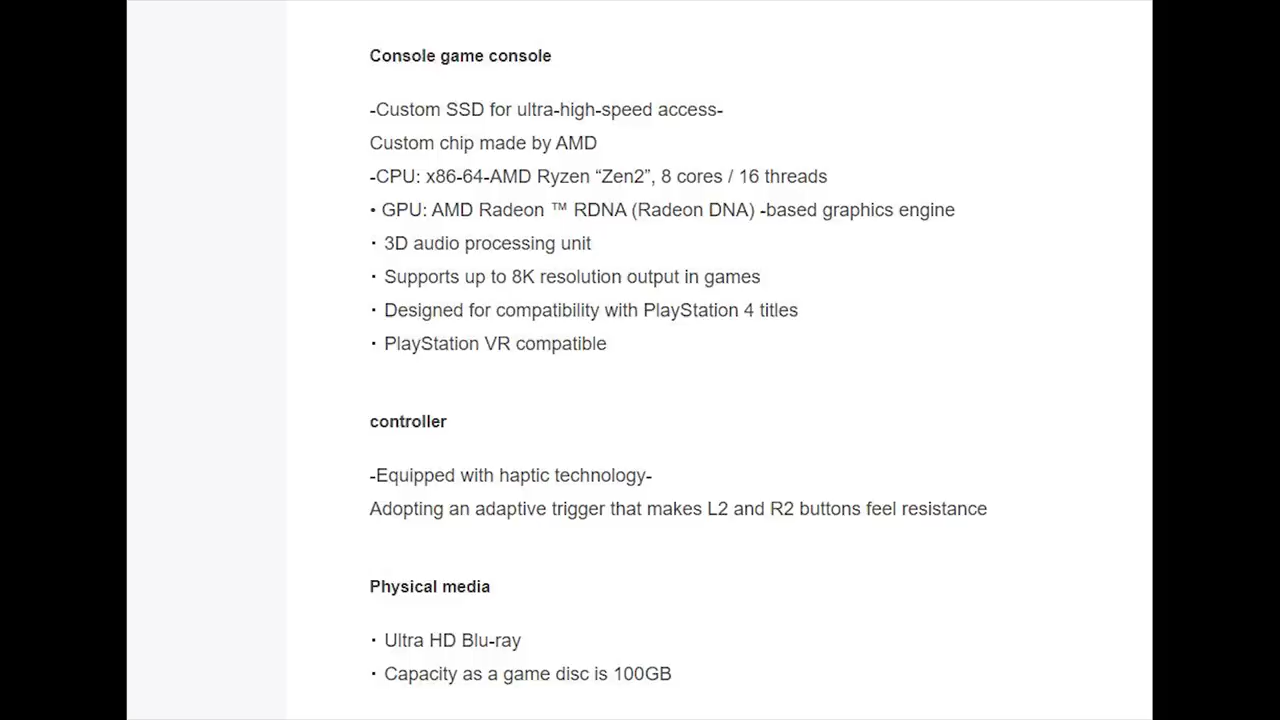 Console game console
-Custom SSD for ultra-high-speed access-
Custom chip made by AMD
-CPU: x86-64-AMD Ryzen “Zen2”, 8 cores / 16 threads
• GPU: AMD Radeon ™ RDNA (Radeon DNA) -based graphics engine
・ 3D audio processing unit
・ Supports up to 8K resolution output in games
・ Designed for compatibility with PlayStation 4 titles
・ PlayStation VR compatible
controller
-Equipped with haptic technology-
Adopting an adaptive trigger that makes L2 and R2 buttons feel resistance
Physical media
・ Ultra HD Blu-ray
・ Capacity as a game disc is 100GB